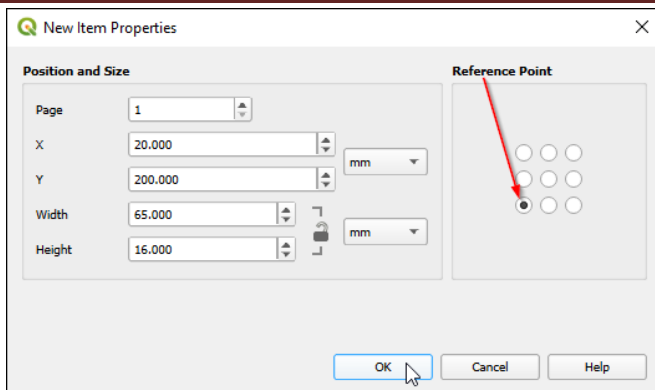 New Item Properties
Position and Size
Reference Point
Page 1
X 20.000
mm
Y 200.000
Width 65.000
mm
Height 16.000
OK Cancel Help